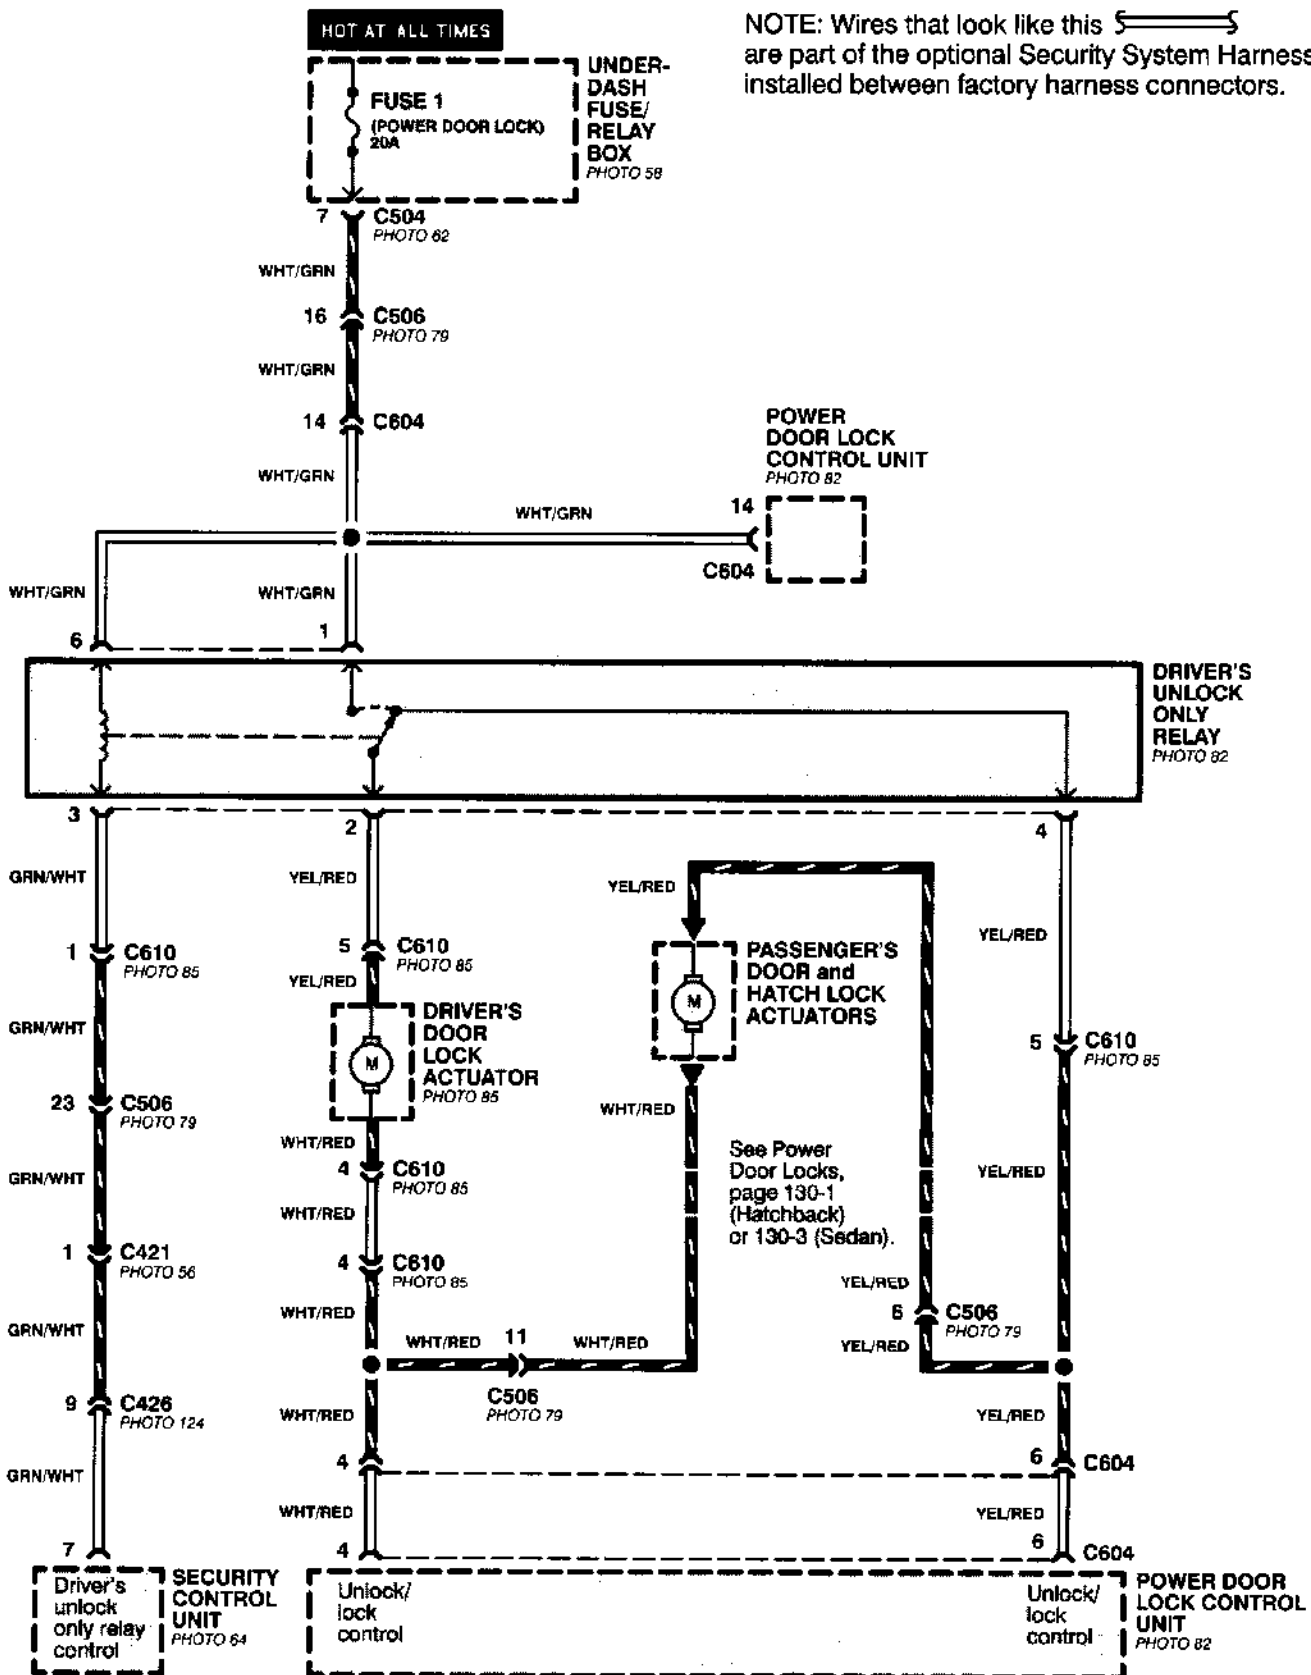 HOT AT ALL TIMES
NOTE: Wires that look like this
are part of the optional Security System Harness
installed between factory harness connectors.
FUSE 1
(POWER DOOR LOCK)
20A
UNDER-
DASH
FUSE/
RELAY
BOX
PHOTO 58
7 C504
PHOTO 62
WHT/GRN
16 C506
PHOTO 79
WHT/GRN
14 C604
WHT/GRN
POWER
DOOR LOCK
CONTROL UNIT
PHOTO 82
WHT/GRN
14
C604
WHT/GRN
WHT/GRN
6
1
DRIVER'S
UNLOCK
ONLY
RELAY
PHOTO 82
3
2
4
GRN/WHT
YEL/RED
YEL/RED
YEL/RED
1 C610
PHOTO 85
5 C610
PHOTO 85
YEL/RED
DRIVER'S
DOOR
LOCK
ACTUATOR
PHOTO 85
M
PASSENGER'S
DOOR and
HATCH LOCK
ACTUATORS
M
5 C610
PHOTO 85
GRN/WHT
23 C506
PHOTO 79
WHT/RED
WHT/RED
4 C610
PHOTO 85
See Power
Door Locks,
page 130-1
(Hatchback)
or 130-3 (Sedan).
YEL/RED
GRN/WHT
WHT/RED
1 C421
PHOTO 56
4 C610
PHOTO 85
YEL/RED
6 C506
PHOTO 79
YEL/RED
GRN/WHT
WHT/RED
WHT/RED
11
WHT/RED
C506
PHOTO 79
9 C426
PHOTO 124
WHT/RED
YEL/RED
4
6 C604
GRN/WHT
WHT/RED
YEL/RED
7
4
6 C604
Driver's
unlock
only relay
control
SECURITY
CONTROL
UNIT
PHOTO 64
Unlock/
lock
control
Unlock/
lock
control
POWER DOOR
LOCK CONTROL
UNIT
PHOTO 82